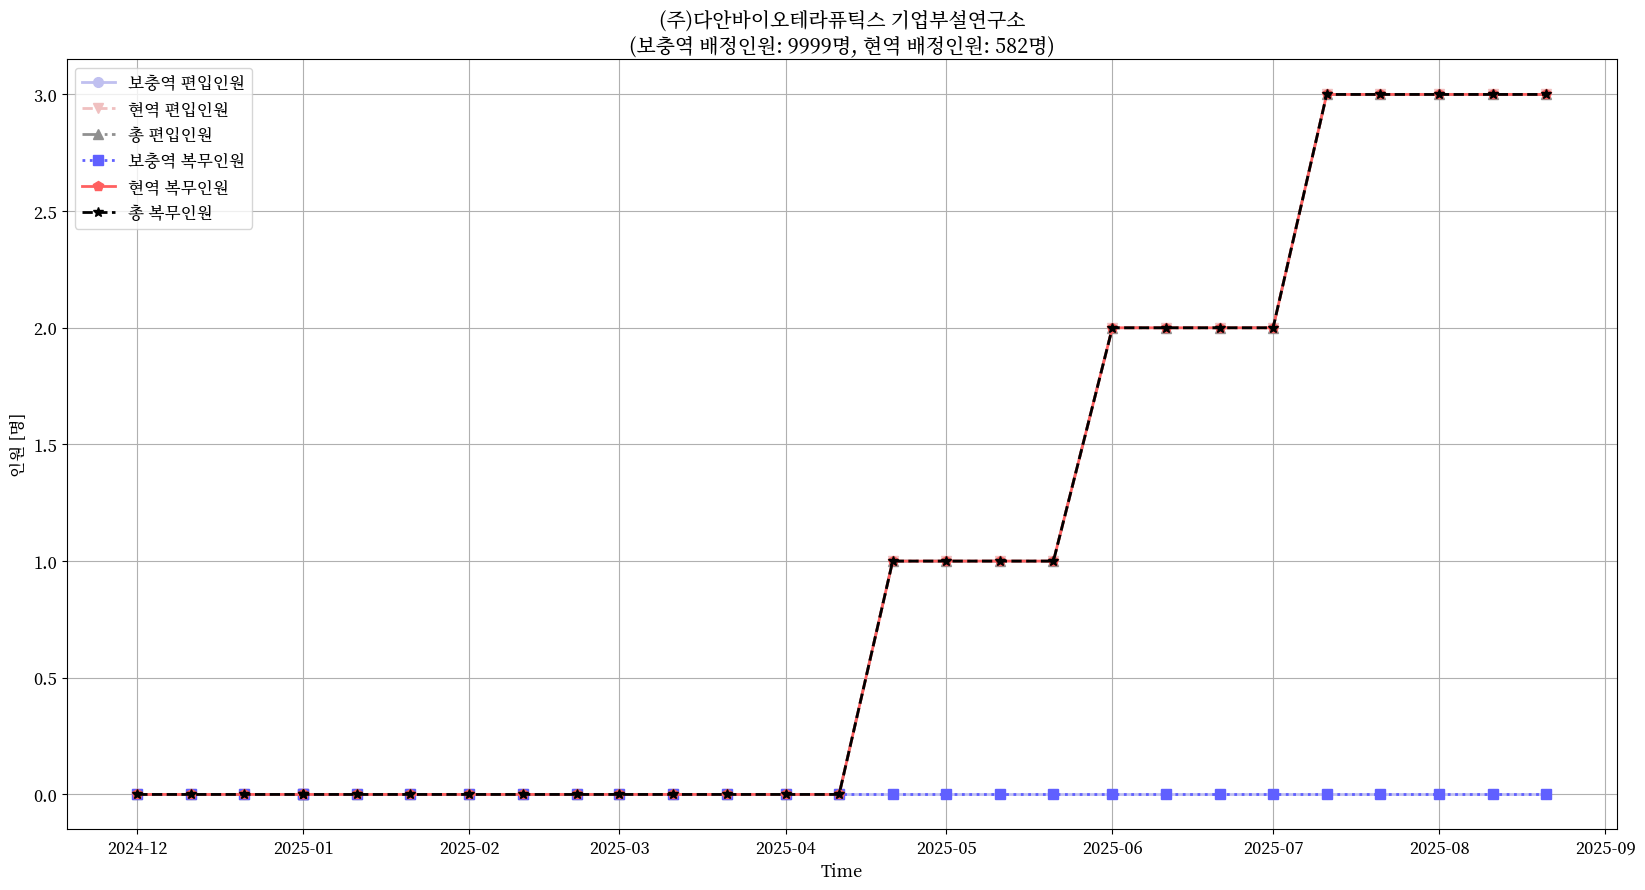 (주)다안바이오테라퓨틱스 기업부설연구소
(보충역 배정인원: 9999명, 현역 배정인원: 582명)
보충역 편입인원
현역 편입인원
총 편입인원
보충역 복무인원
현역 복무인원
총 복무인원
3.0
2.5
2.0
1.5
1.0
0.5
0.0
인원 [명]
2024-12 2025-01 2025-02 2025-03 2025-04 2025-05 2025-06 2025-07 2025-08 2025-09
Time